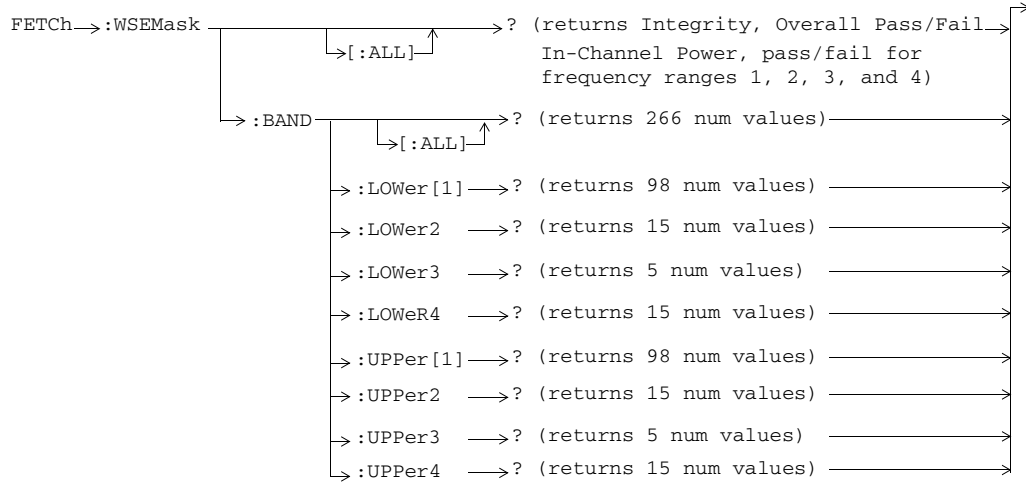 FETCh :WSEMask ? (returns Integrity, Overall Pass/Fail
[:ALL] In-Channel Power, pass/fail for
frequency ranges 1, 2, 3, and 4)
:BAND ? (returns 266 num values)
[:ALL]
:LOWer[1] ? (returns 98 num values)
:LOWer2 ? (returns 15 num values)
:LOWer3 ? (returns 5 num values)
:LOWeR4 ? (returns 15 num values)
:UPPer[1] ? (returns 98 num values)
:UPPer2 ? (returns 15 num values)
:UPPer3 ? (returns 5 num values)
:UPPer4 ? (returns 15 num values)